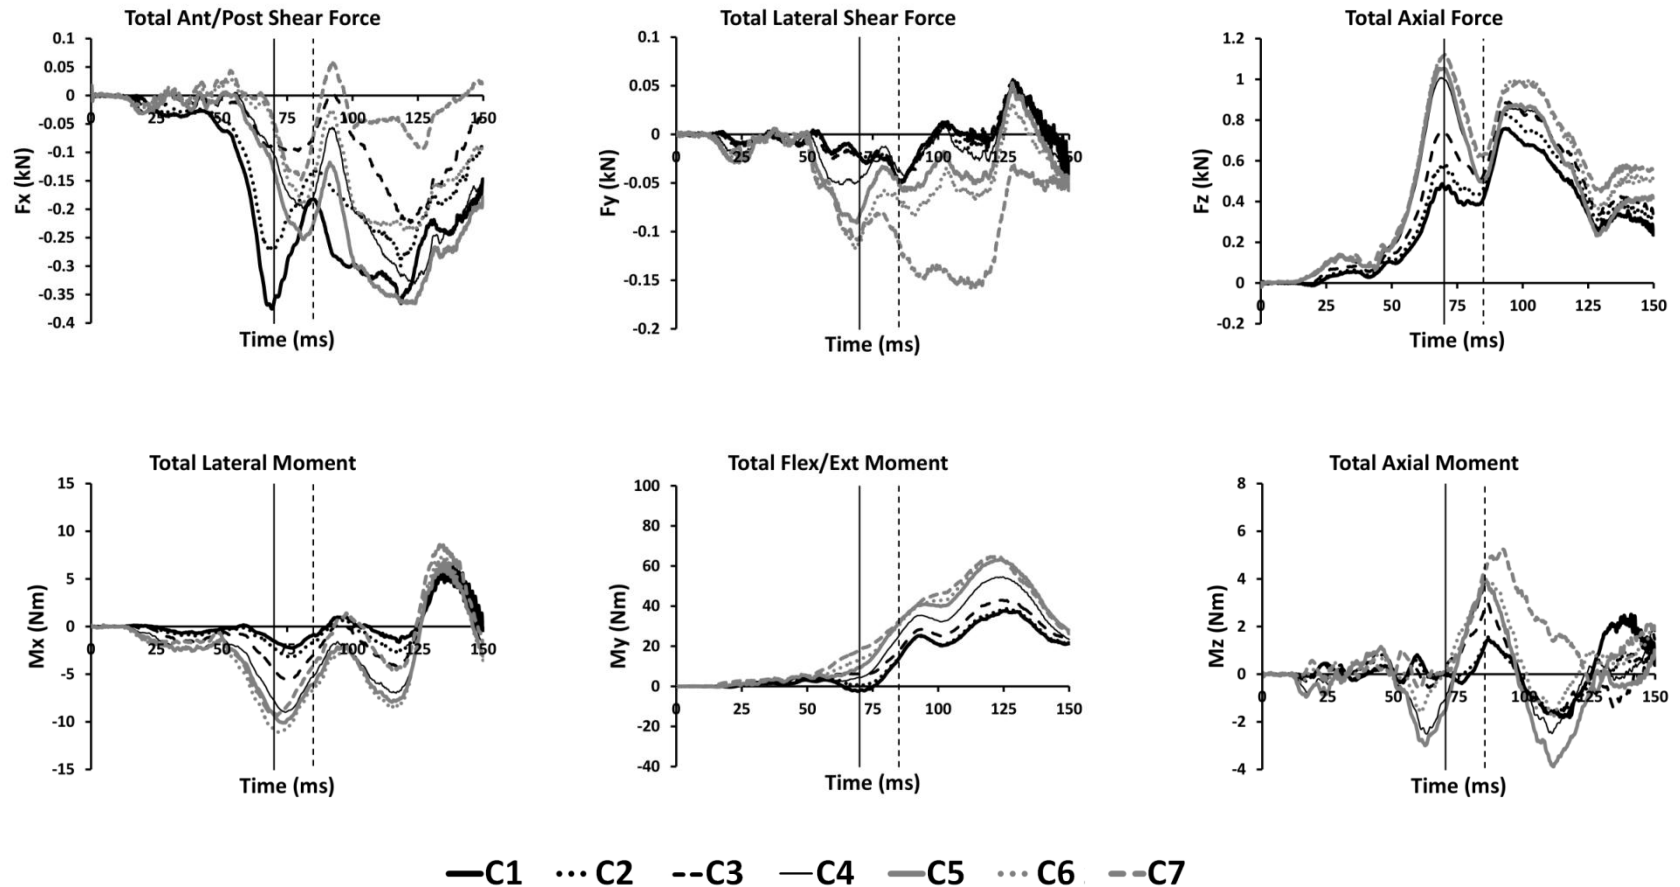 Total Ant/Post Shear Force
0.1
0.05
0
-0.05
-0.1
-0.15
-0.2
-0.25
-0.3
-0.35
-0.4
0 25 50 75 100 125 150
Fx (kN)
Time (ms)
Total Lateral Shear Force
0.1
0.05
0
-0.05
-0.1
-0.15
-0.2
0 25 50 75 100 125 150
Fy (kN)
Time (ms)
Total Axial Force
1.2
1
0.8
0.6
0.4
0.2
0
-0.2
0 25 50 75 100 125 150
Fz (kN)
Time (ms)
Total Lateral Moment
15
10
5
0
-5
-10
-15
0 25 50 75 100 125 150
Mx (Nm)
Time (ms)
Total Flex/Ext Moment
100
80
60
40
20
0
-20
-40
0 25 50 75 100 125 150
My (Nm)
Time (ms)
Total Axial Moment
8
6
4
2
0
-2
-4
0 25 50 75 100 125 150
Mz (Nm)
Time (ms)
C1 C2 C3 C4 C5 C6 C7